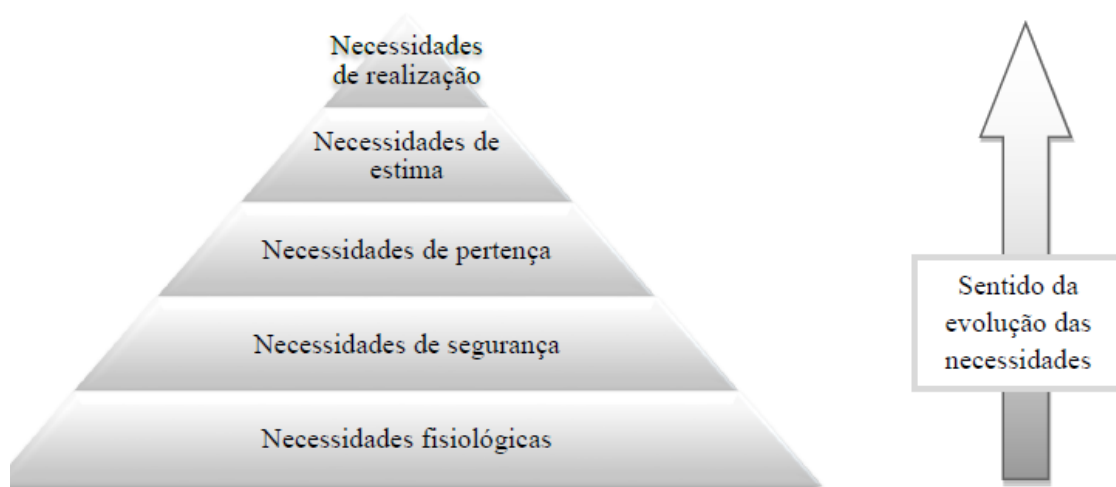 Necessidades
de realização
Necessidades de
estima
Necessidades de pertença
Necessidades de segurança
Necessidades fisiológicas
Sentido da
evolução das
necessidades